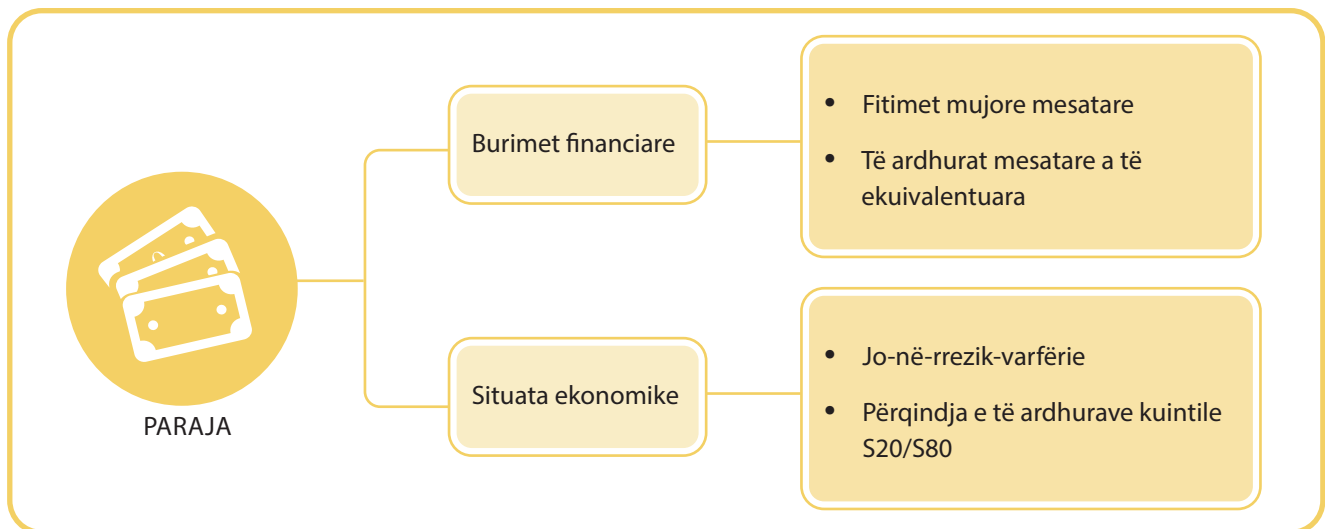 PARAJA
Burimet financiare
• Fitimet mujore mesatare
• Të ardhurat mesatare a të
ekuivalentuara
Situata ekonomike
• Jo-në-rrezik-varfërie
• Përqindja e të ardhurave kuintile
S20/S80